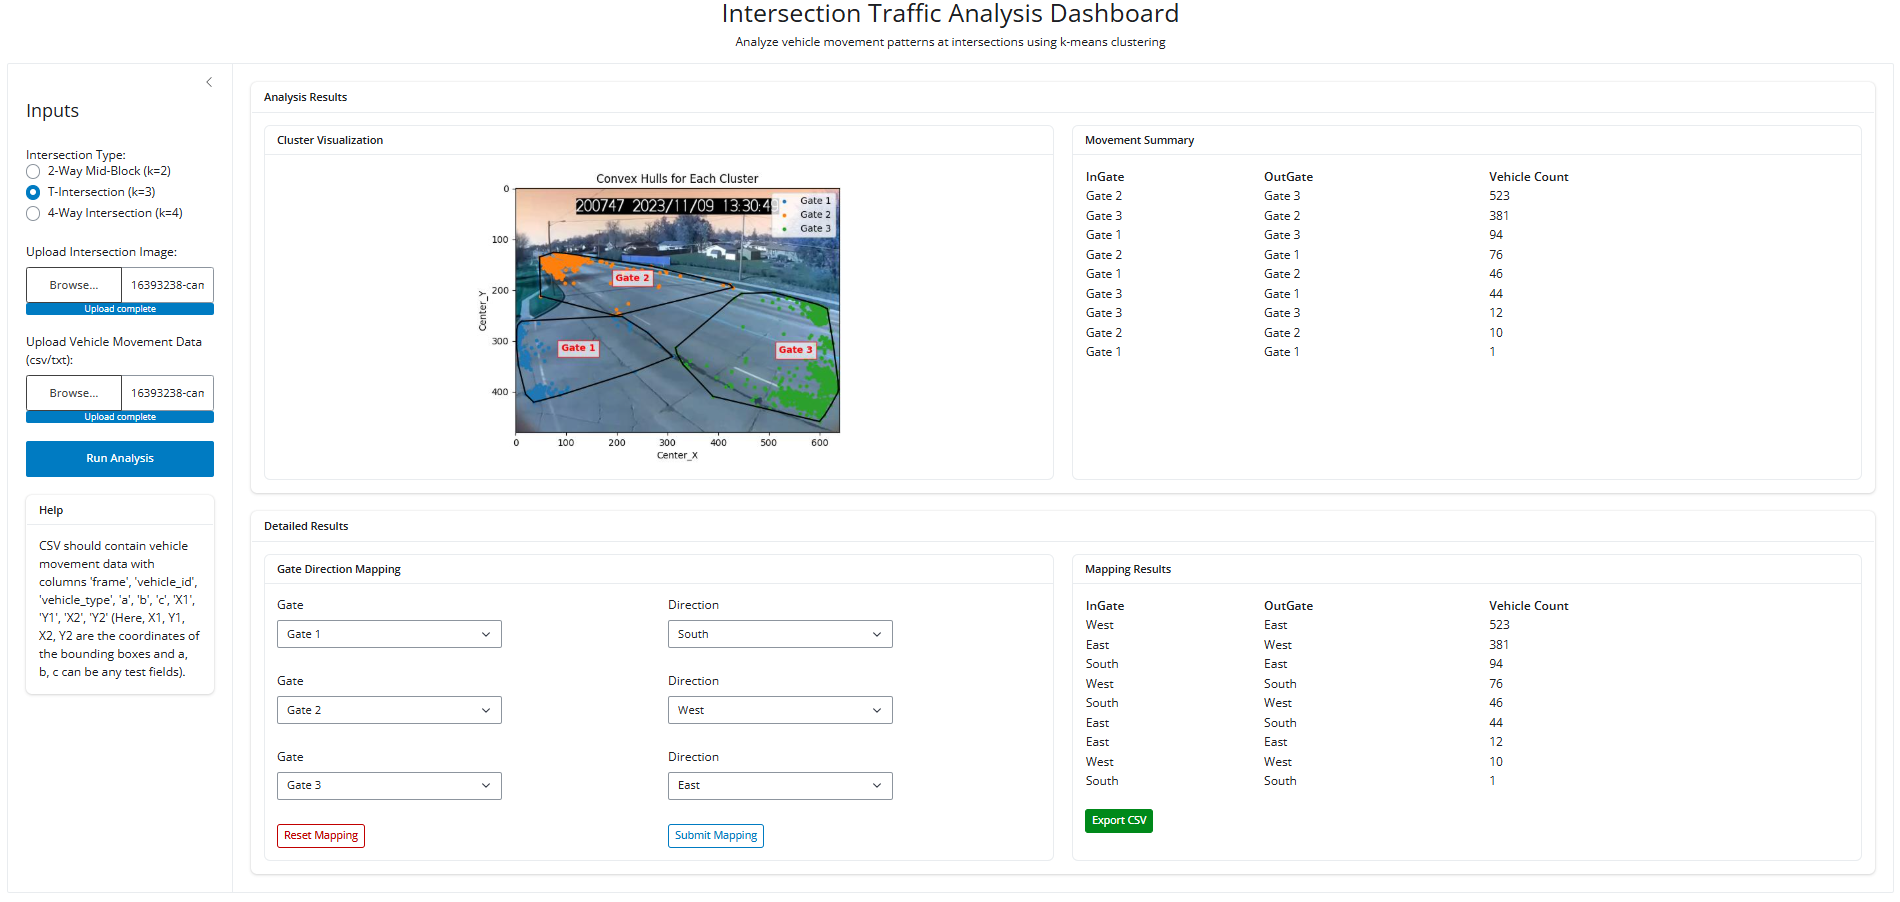 Intersection Traffic Analysis Dashboard
Analyze vehicle movement patterns at intersections using k-means clustering
Inputs
Intersection Type:
2-Way Mid-Block (k=2)
T-Intersection (k=3)
4-Way Intersection (k=4)
Upload Intersection Image:
Browse... 16393238-can
Upload complete
Upload Vehicle Movement Data
(csv/txt):
Browse... 16393238-can
Upload complete
Run Analysis
Help
CSV should contain vehicle
movement data with
columns 'frame', 'vehicle_id',
'vehicle_type', 'a', 'b', 'c', 'X1',
'Y1', 'X2', 'Y2' (Here, X1, Y1,
X2, Y2 are the coordinates of
the bounding boxes and a,
b, c can be any test fields).
Analysis Results
Cluster Visualization
Convex Hulls for Each Cluster
200747 2023/11/09 13:30:49
Gate 1
Gate 2
Gate 3
Gate 2
Gate 1
Gate 3
0
100
200
300
400
Center_Y
0 100 200 300 400 500 600
Center_X
Movement Summary
InGate OutGate Vehicle Count
Gate 2 Gate 3 523
Gate 3 Gate 2 381
Gate 1 Gate 3 94
Gate 2 Gate 1 76
Gate 1 Gate 2 46
Gate 3 Gate 1 44
Gate 3 Gate 3 12
Gate 2 Gate 2 10
Gate 1 Gate 1 1
Detailed Results
Gate Direction Mapping
Gate Direction
Gate 1 South
Gate Direction
Gate 2 West
Gate Direction
Gate 3 East
Reset Mapping Submit Mapping
Mapping Results
InGate OutGate Vehicle Count
West East 523
East West 381
South East 94
West South 76
South West 46
East South 44
East East 12
West West 10
South South 1
Export CSV